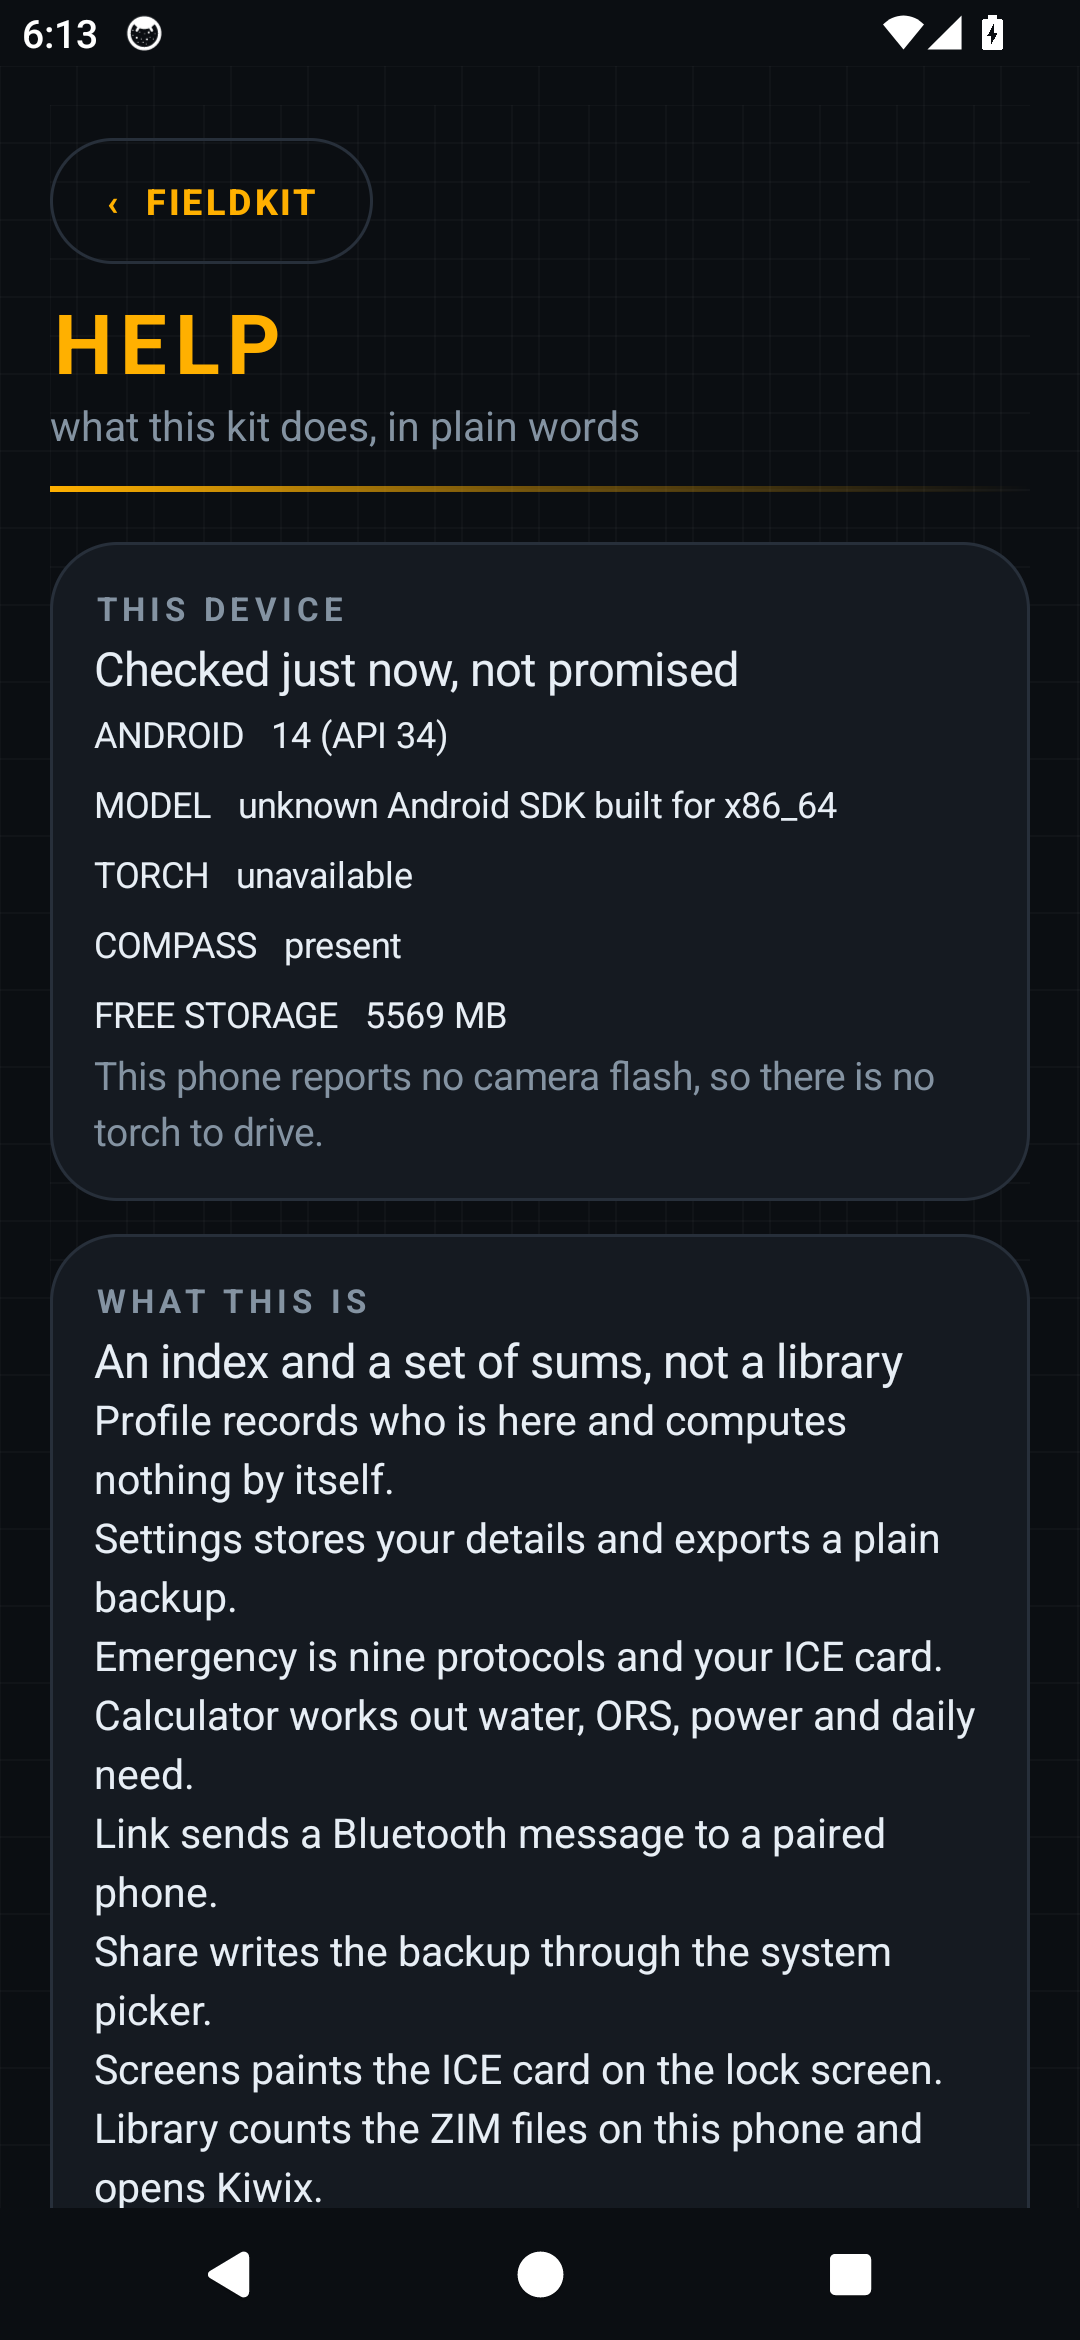 6:13
‹ FIELDKIT
HELP
what this kit does, in plain words
THIS DEVICE
Checked just now, not promised
ANDROID 14 (API 34)
MODEL unknown Android SDK built for x86_64
TORCH unavailable
COMPASS present
FREE STORAGE 5569 MB
This phone reports no camera flash, so there is no
torch to drive.
WHAT THIS IS
An index and a set of sums, not a library
Profile records who is here and computes
nothing by itself.
Settings stores your details and exports a plain
backup.
Emergency is nine protocols and your ICE card.
Calculator works out water, ORS, power and daily
need.
Link sends a Bluetooth message to a paired
phone.
Share writes the backup through the system
picker.
Screens paints the ICE card on the lock screen.
Library counts the ZIM files on this phone and
opens Kiwix.